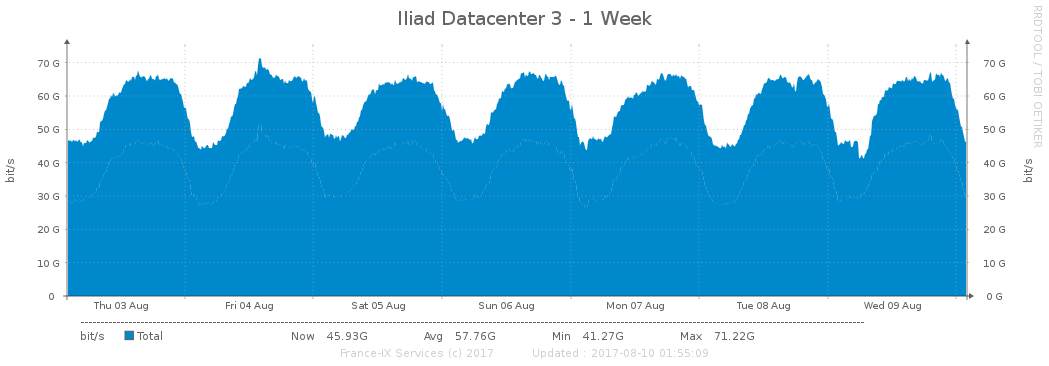 Iliad Datacenter 3 - 1 Week
RRDTOOL / TOBI OETIKER
bit/s
70 G
60 G
50 G
40 G
30 G
20 G
10 G
0
70 G
60 G
50 G
40 G
30 G
20 G
10 G
0 G
bit/s
Thu 03 Aug Fri 04 Aug Sat 05 Aug Sun 06 Aug Mon 07 Aug Tue 08 Aug Wed 09 Aug
bit/s Total Now 45.93G Avg 57.76G Min 41.27G Max 71.22G
France-IX Services (c) 2017 Updated : 2017-08-10 01:55:09